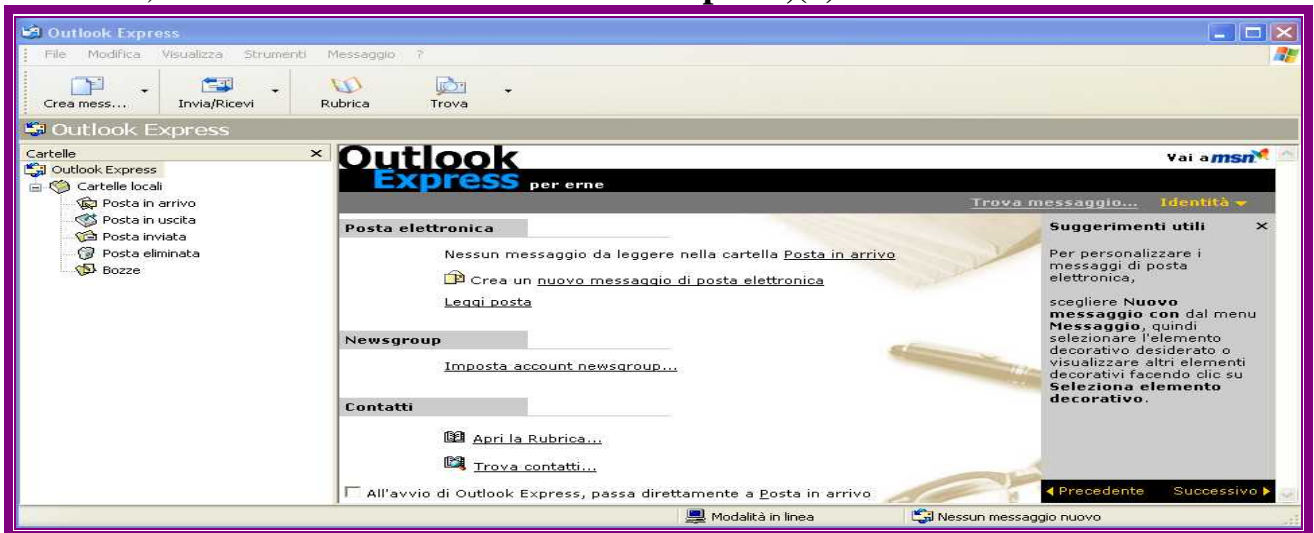 Outlook Express
File Modifica Visualizza Strumenti Messaggio ?
Crea mess... Invia/Ricevi Rubrica Trova
Outlook Express
Cartelle
Outlook Express
Cartelle locali
Posta in arrivo
Posta in uscita
Posta inviata
Posta eliminata
Bozze
Outlook
Express per erne
Vai a msn
Trova messaggio... Identità
Posta elettronica
Nessun messaggio da leggere nella cartella Posta in arrivo
Crea un nuovo messaggio di posta elettronica
Leggi posta
Newsgroup
Imposta account newsgroup...
Contatti
Apri la Rubrica...
Trova contatti...
All'avvio di Outlook Express, passa direttamente a Posta in arrivo
Suggerimenti utili
Per personalizzare i
messaggi di posta
elettronica,
scegliere Nuovo
messaggio con dal menu
Messaggio, quindi
selezionare l'elemento
decorativo desiderato o
visualizzare altri elementi
decorativi facendo clic su
Seleziona elemento
decorativo.
Precedente Successivo
Modalità in linea Nessun messaggio nuovo